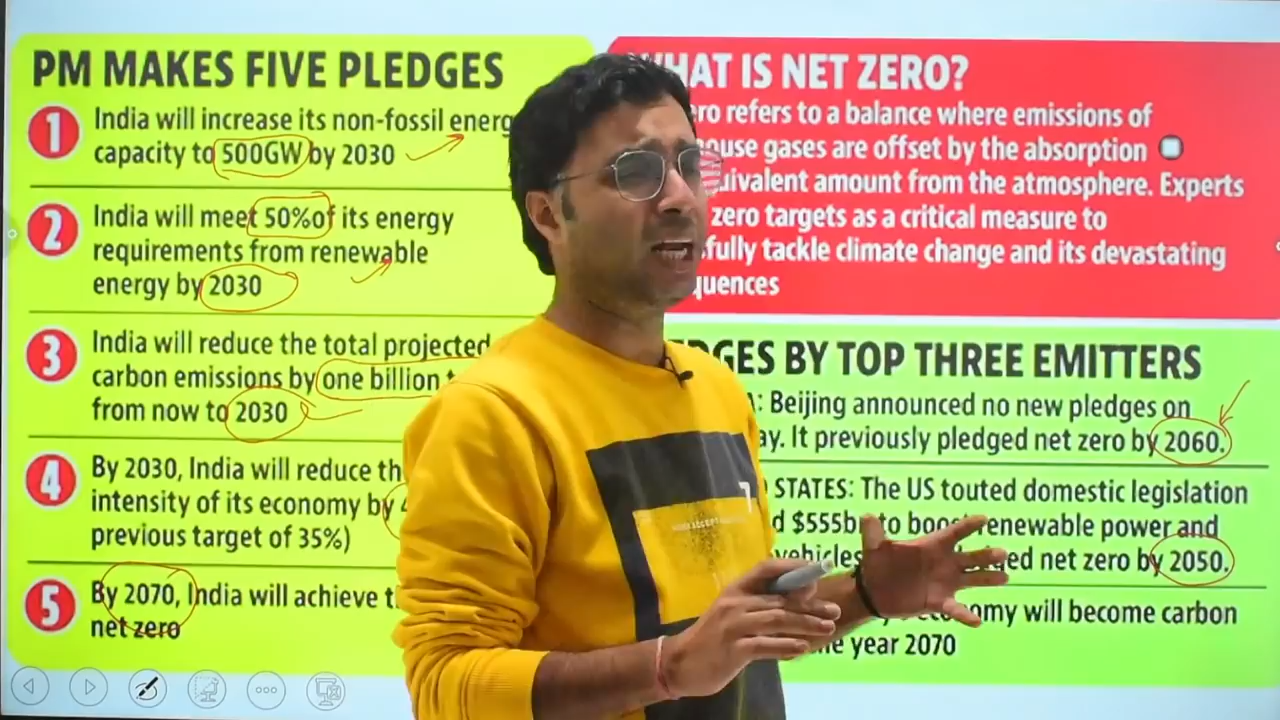 PM MAKES FIVE PLEDGES
1
India will increase its non-fossil energ
capacity to 500GW by 2030
2
India will meet 50% of its energy
requirements from renewable
energy by 2030
3
India will reduce the total projected
carbon emissions by one billion
from now to 2030
4
By 2030, India will reduce th
intensity of its economy by
previous target of 35%)
5
By 2070, India will achieve t
net zero
HAT IS NET ZERO?
ro refers to a balance where emissions of
ouse gases are offset by the absorption
uivalent amount from the atmosphere. Experts
zero targets as a critical measure to
sfully tackle climate change and its devastating
quences
DGES BY TOP THREE EMITTERS
A: Beijing announced no new pledges on
ay. It previously pledged net zero by 2060.
STATES: The US touted domestic legislation
d $555b to boost renewable power and
vehicles ged net zero by 2050.
omy will become carbon
e year 2070